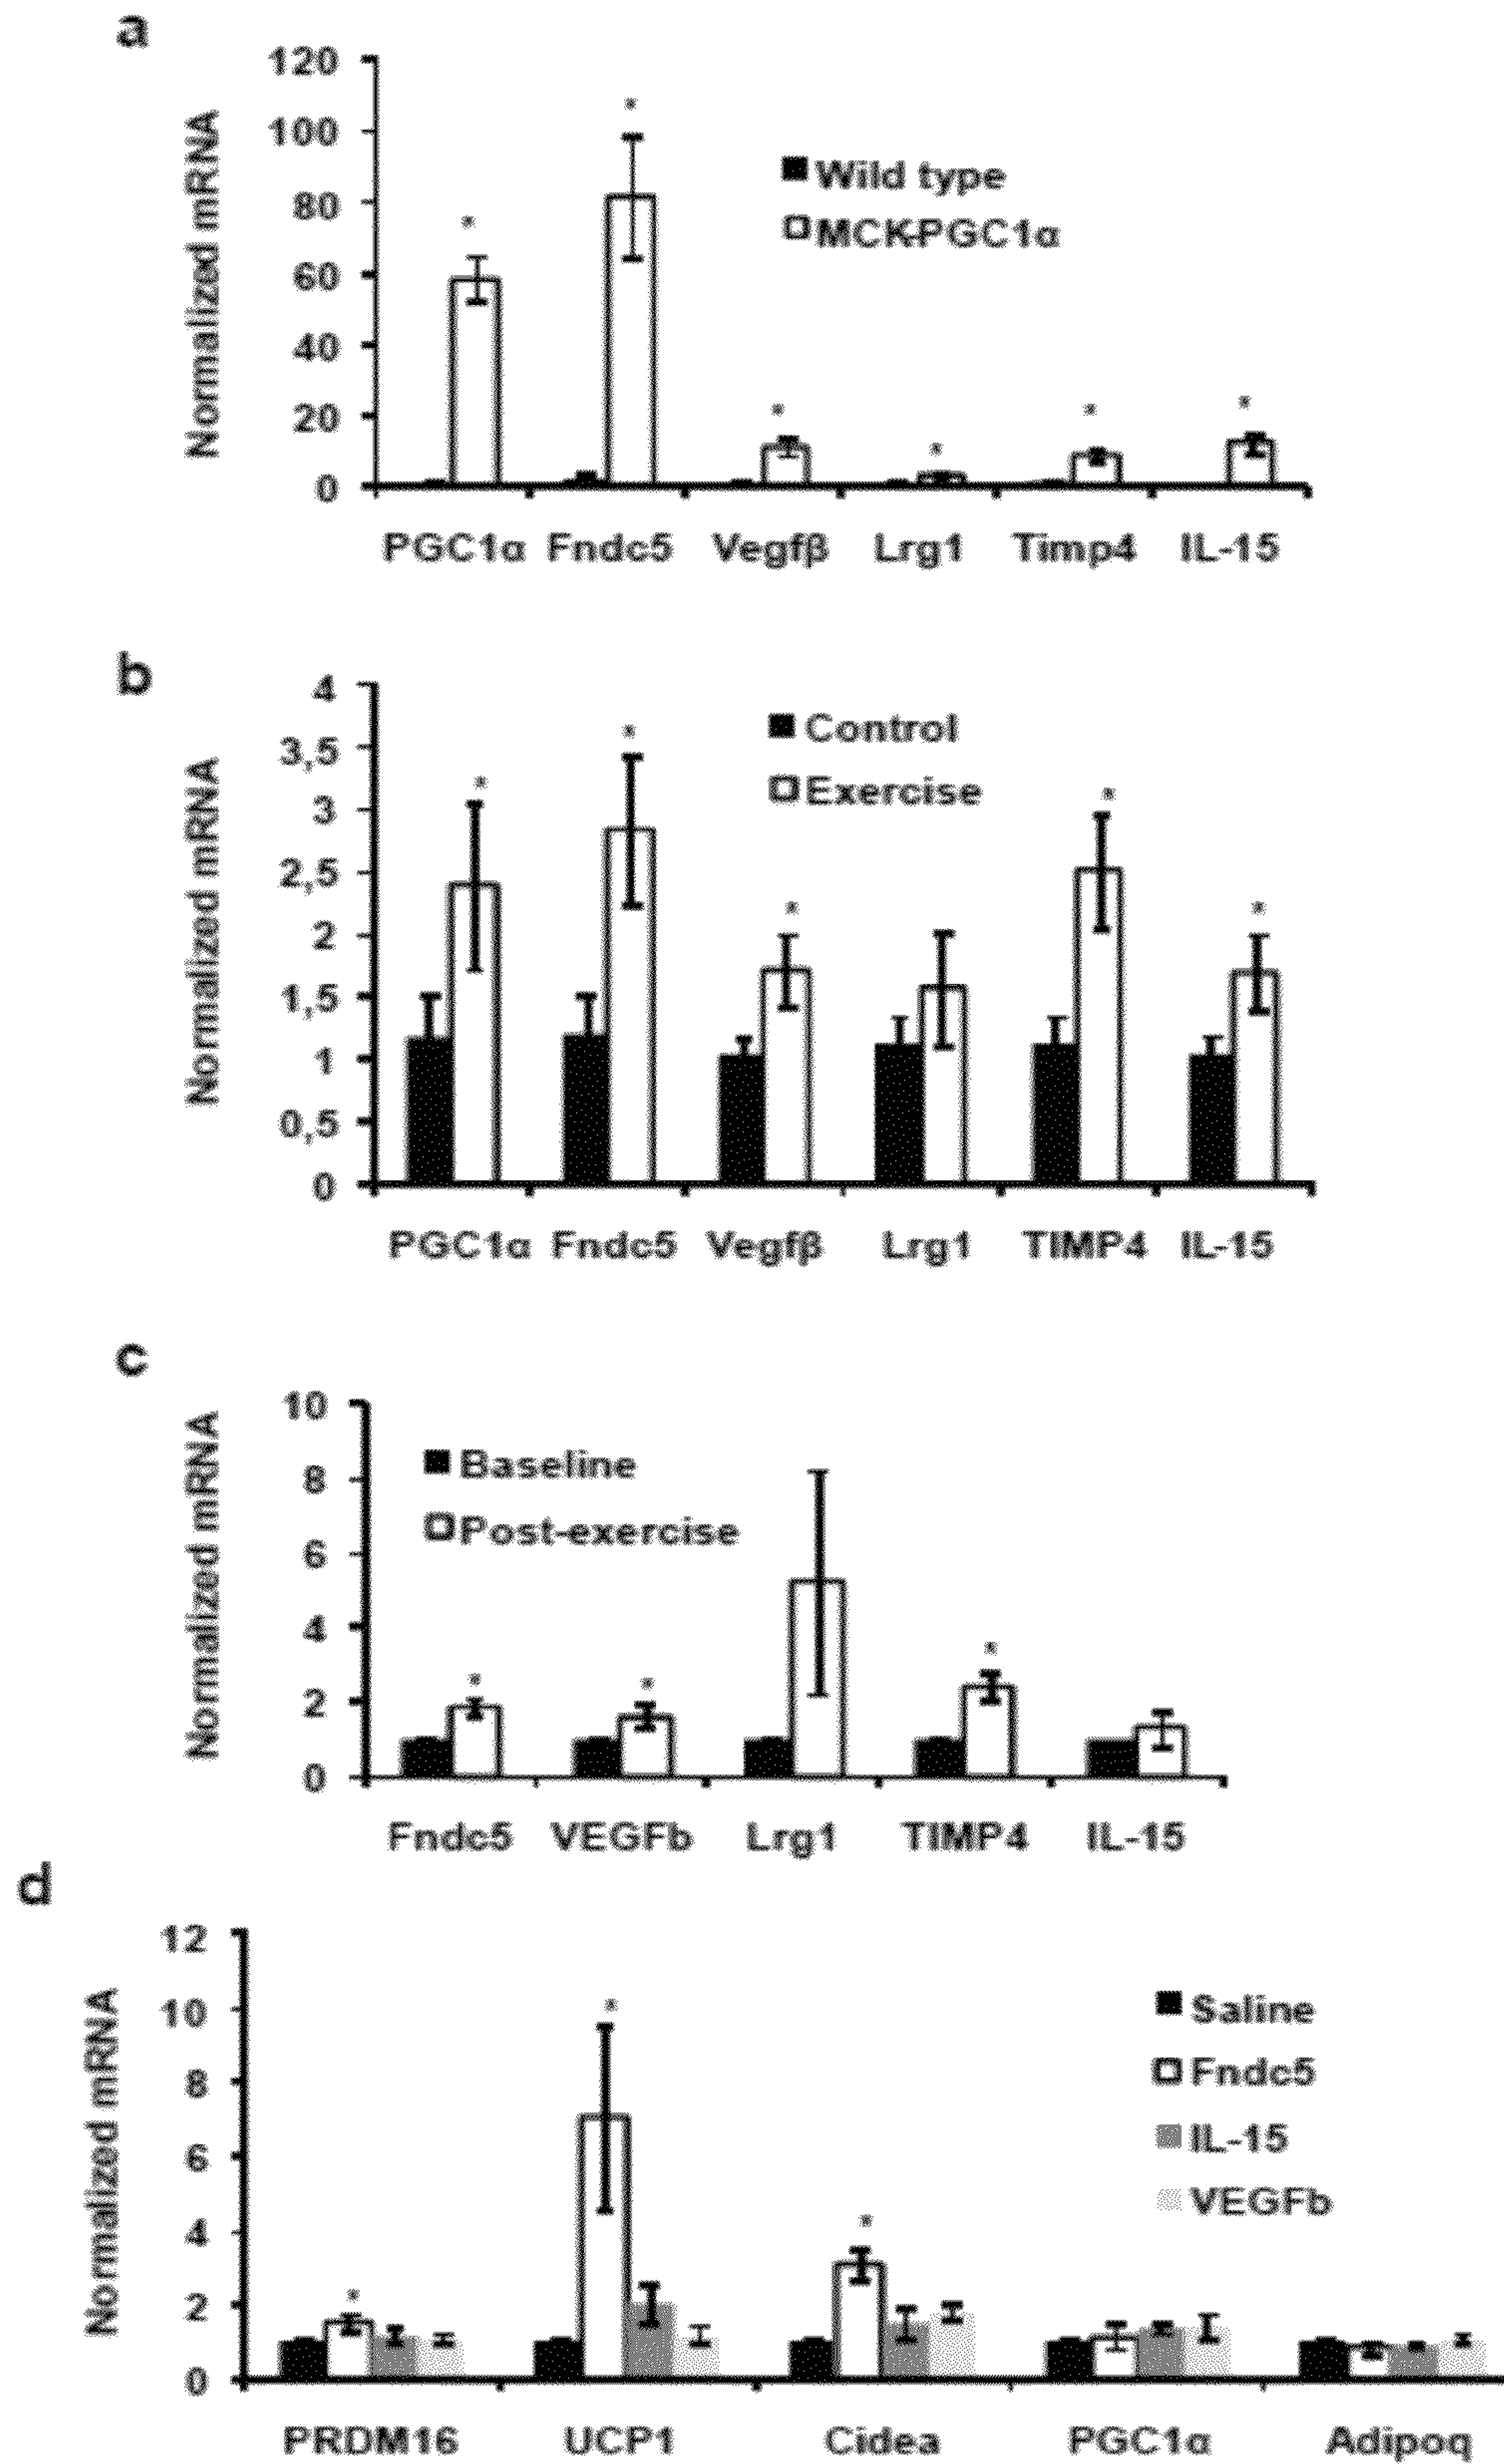 a
120
100
80
60
40
20
0
Normalized mRNA
Wild type
MCK-PGC1α
*
*
*
*
*
*
PGC1α Fndc5 Vegfβ Lrg1 Timp4 IL-15
b
4
3,5
3
2,5
2
1,5
1
0,5
0
Normalized mRNA
Control
Exercise
*
*
*
*
*
PGC1α Fndc5 Vegfβ Lrg1 TIMP4 IL-15
c
10
8
6
4
2
0
Normalized mRNA
Baseline
Post-exercise
*
*
*
Fndc5 VEGFb Lrg1 TIMP4 IL-15
d
12
10
8
6
4
2
0
Normalized mRNA
Saline
Fndc5
IL-15
VEGFb
*
*
*
PRDM16 UCP1 Cidea PGC1α Adipoq